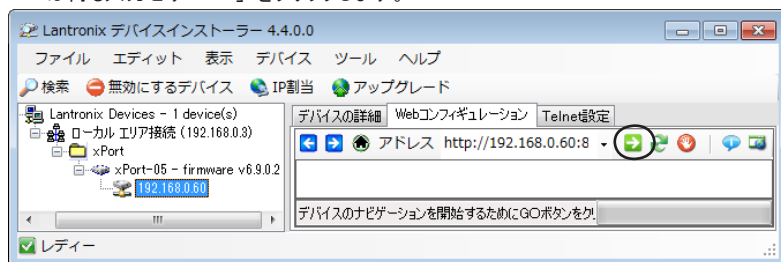 Lantronix デバイスインストーラー 4.4.0.0
ファイル エディット 表示 デバイス ツール ヘルプ
検索 無効にするデバイス IP割当 アップグレード
Lantronix Devices - 1 device(s)
ローカル エリア接続 (192.168.0.3)
xPort
xPort-05 - firmware v6.9.0.2
192.168.0.60
デバイスの詳細 Webコンフィギュレーション Telnet設定
アドレス http://192.168.0.60:8
デバイスのナビゲーションを開始するためにGOボタンをク
レディー